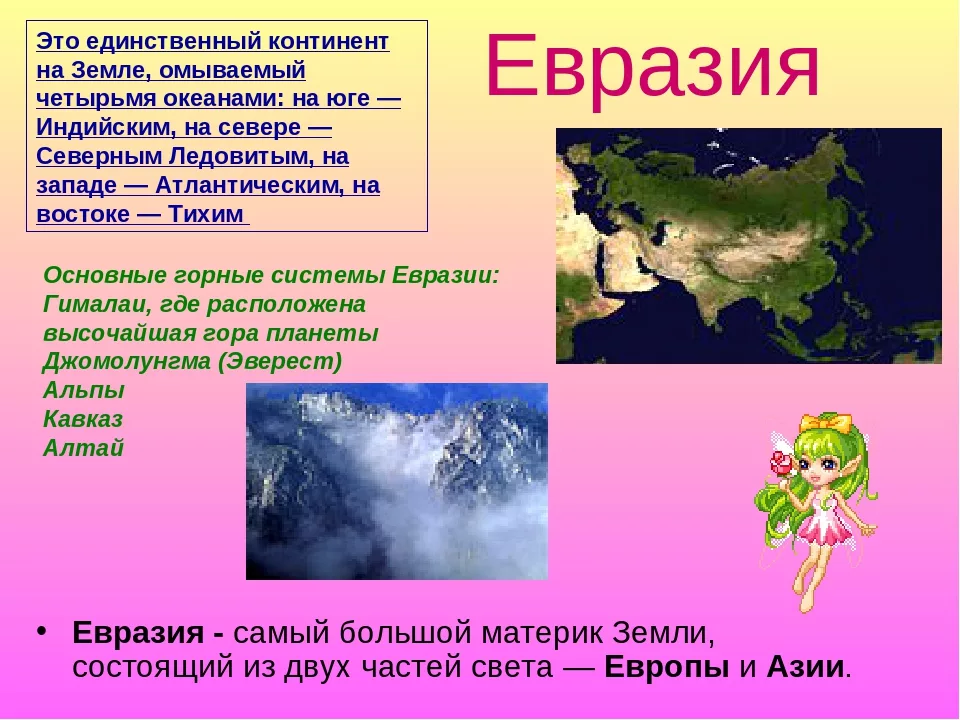 Евразия
Это единственный континент
на Земле, омываемый
четырьмя океанами: на юге —
Индийским, на севере —
Северным Ледовитым, на
западе — Атлантическим, на
востоке — Тихим
Основные горные системы Евразии:
Гималаи, где расположена
высочайшая гора планеты
Джомолунгма (Эверест)
Альпы
Кавказ
Алтай
• Евразия - самый большой материк Земли,
состоящий из двух частей света — Европы и Азии.